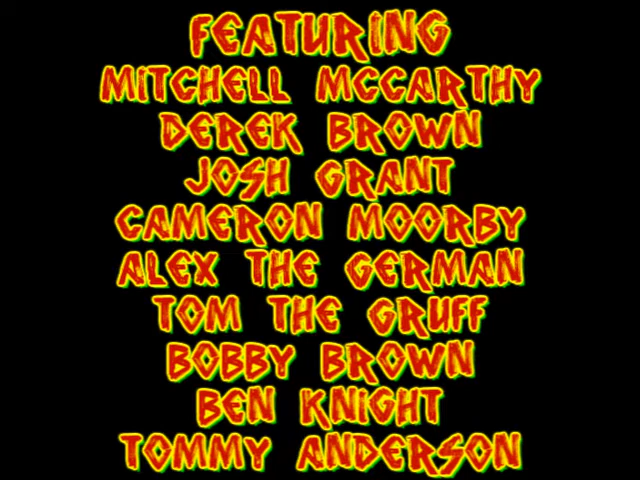 FEATURING
MITCHELL MCCARTHY
DEREK BROWN
JOSH GRANT
CAMERON MOORBY
ALEX THE GERMAN
TOM THE GRUFF
BOBBY BROWN
BEN KNIGHT
TOMMY ANDERSON